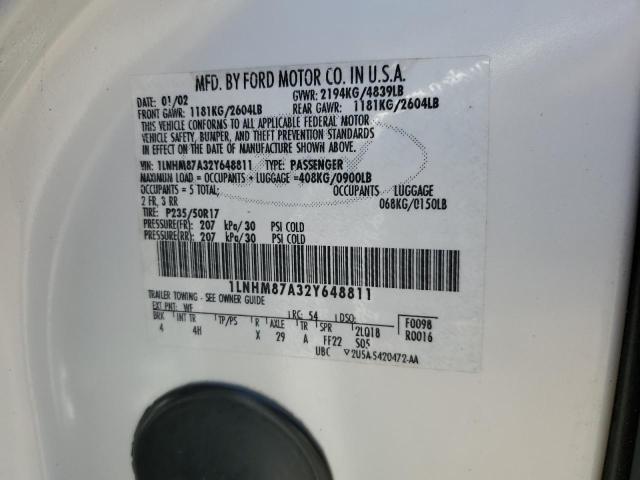 MFD. BY FORD MOTOR CO. IN U.S.A.
DATE: 01/02 GVWR: 2194KG/4839LB
FRONT GAWR: 1181KG/2604LB REAR GAWR: 1181KG/2604LB
THIS VEHICLE CONFORMS TO ALL APPLICABLE FEDERAL MOTOR
VEHICLE SAFETY, BUMPER, AND THEFT PREVENTION STANDARDS
IN EFFECT ON THE DATE OF MANUFACTURE SHOWN ABOVE.
VIN: 1LNHM87A32Y648811 TYPE: PASSENGER
MAXIMUM LOAD = OCCUPANTS + LUGGAGE = 408KG/0900LB
OCCUPANTS = 5 TOTAL; OCCUPANTS LUGGAGE
2 FR, 3 RR 068KG/0150LB
TIRE: P235/50R17
PRESSURE(FR): 207 kPa/30 PSI COLD
PRESSURE(RR): 207 kPa/30 PSI COLD
1LNHM87A32Y648811
TRAILER TOWING - SEE OWNER GUIDE
EXT PNT: WF RC: 54 DSO: F0098
BRK INT TR TP/PS R AXLE TR SPR 2LQ18 R0016
4 4H X 29 A FF22 S05
UBC ▽2U5A-5420472-AA